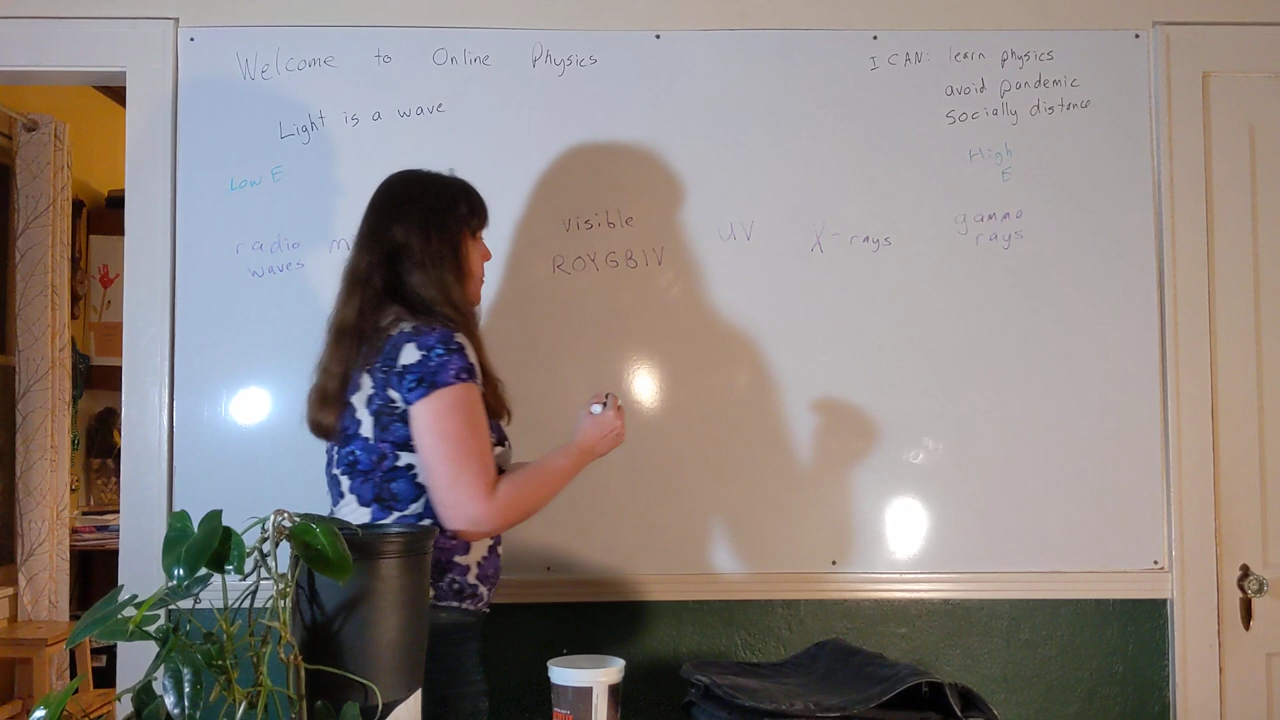 Welcome to Online Physics
I CAN: learn physics
avoid pandemic
socially distance
Light is a wave
Low E
High
E
radio
waves
visible
ROYGBIV
UV
X-rays
gamma
rays